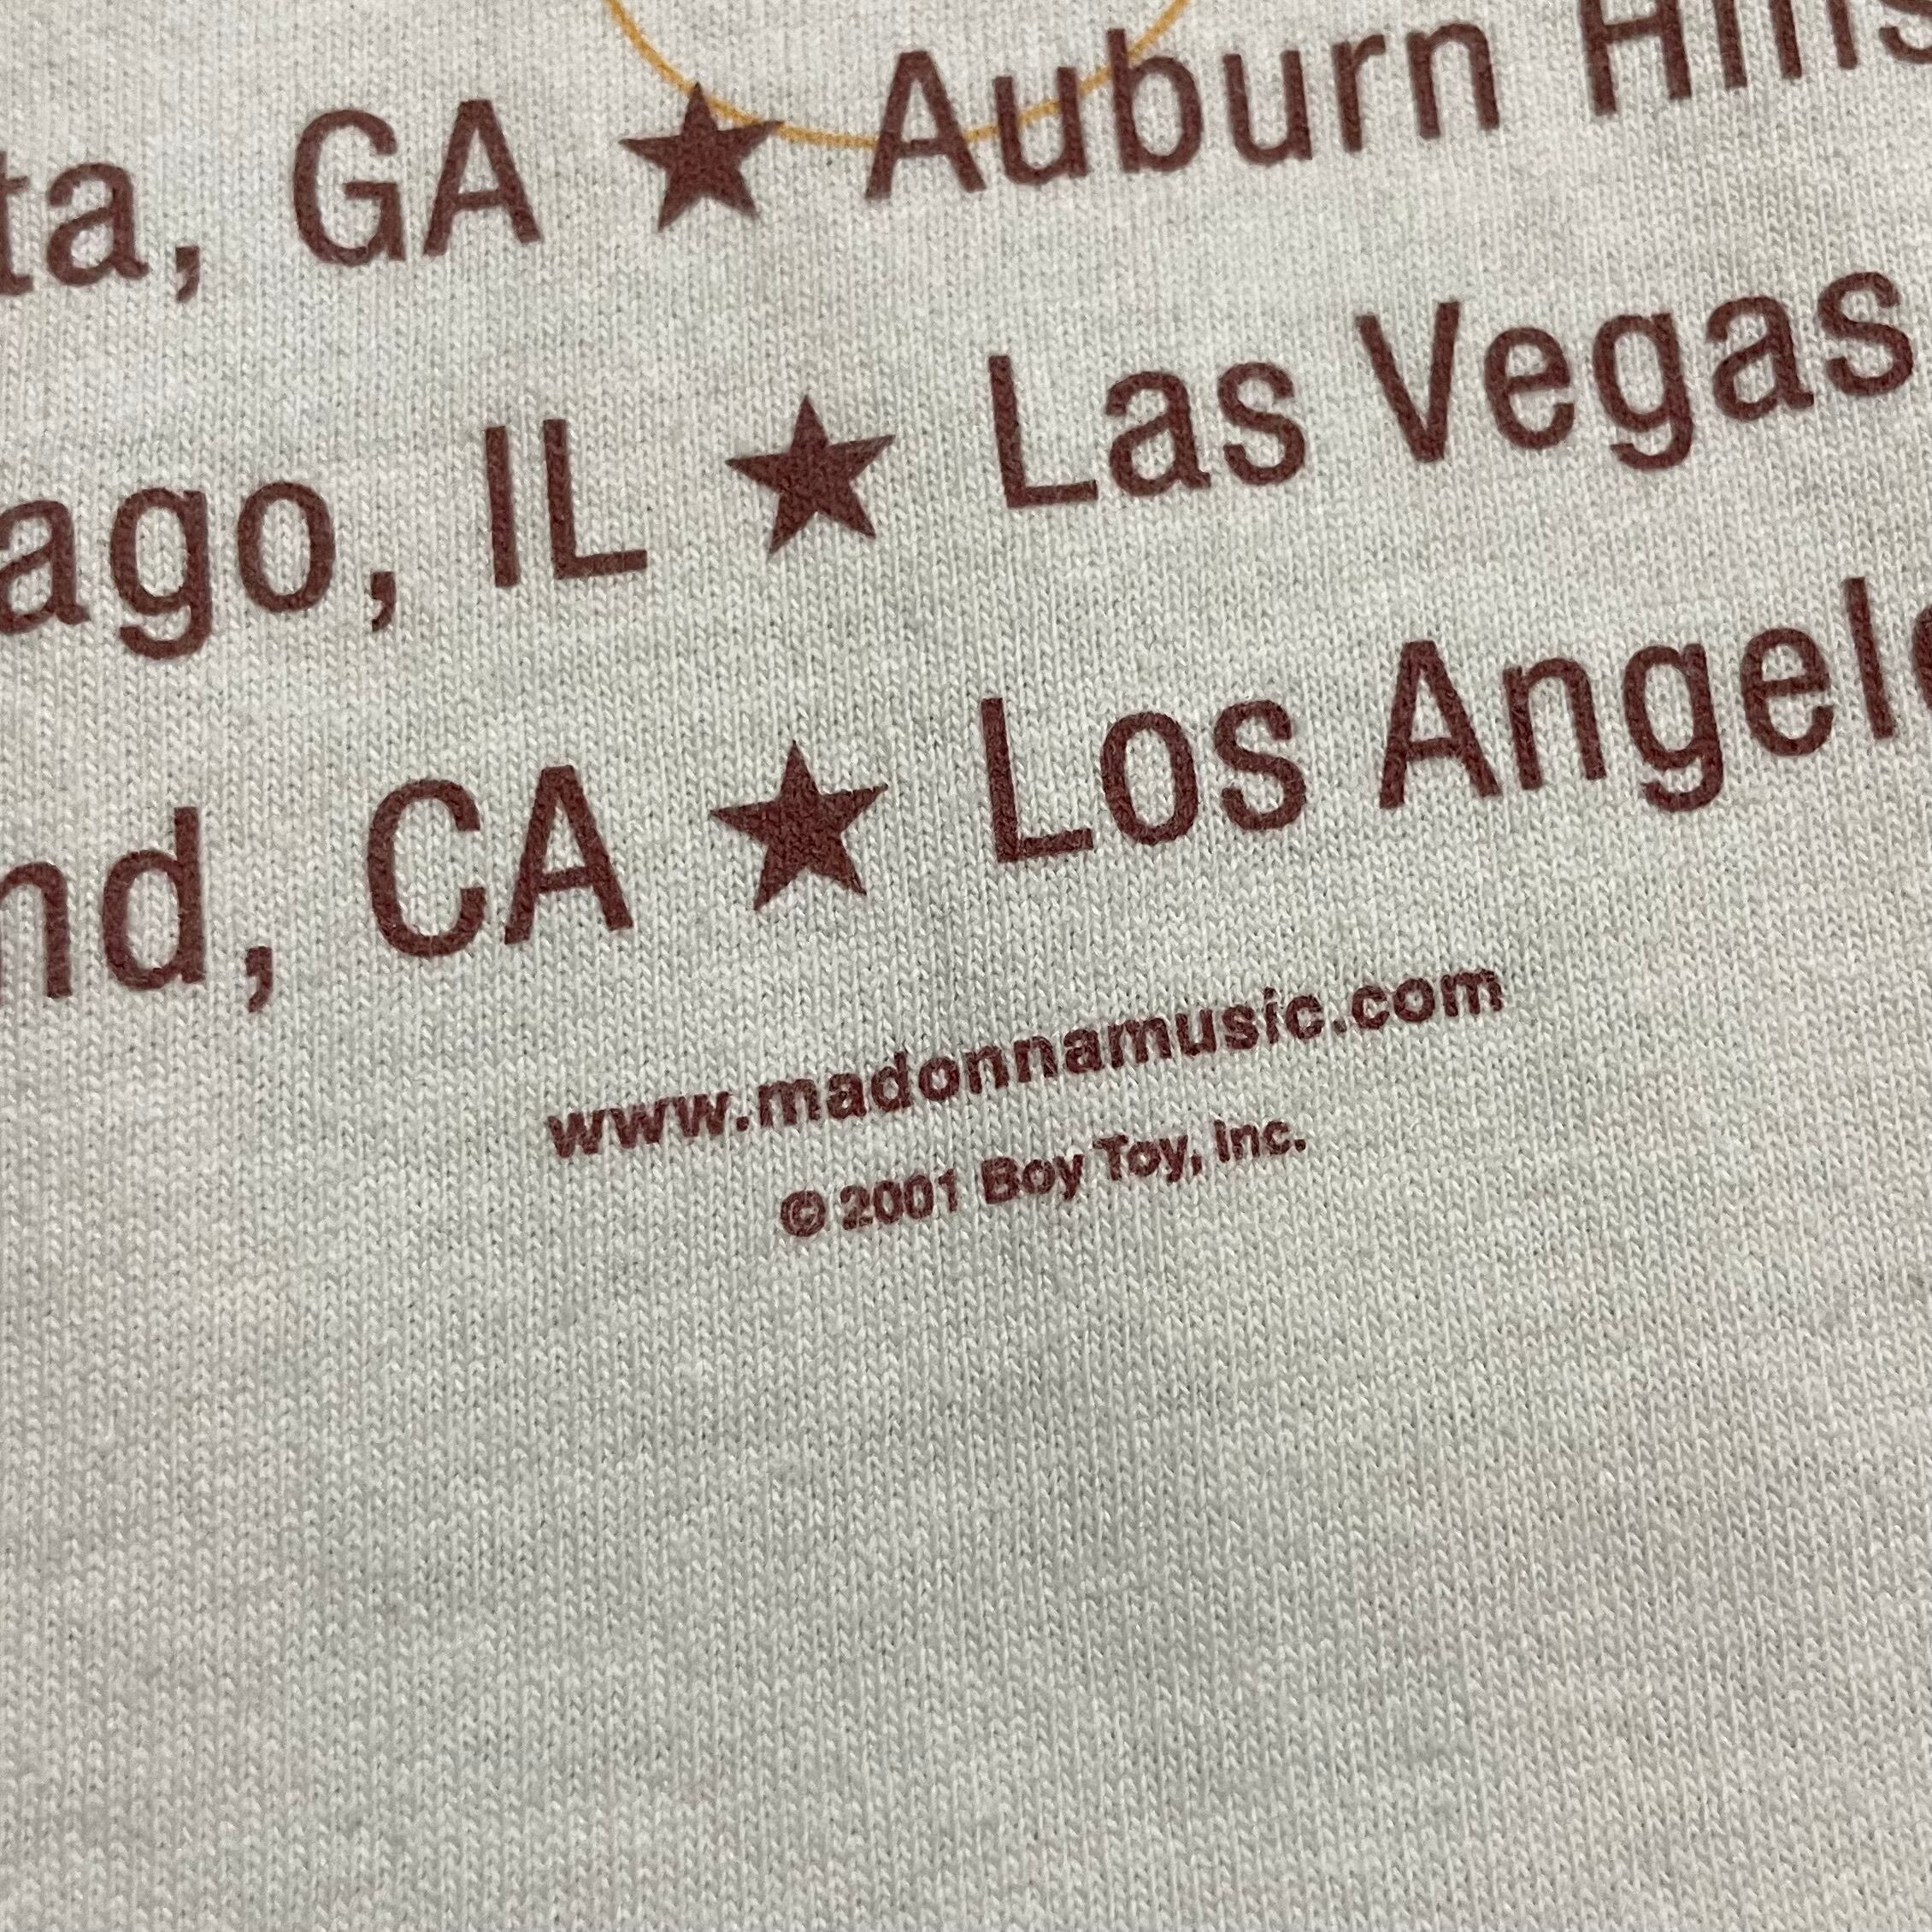 ta, GA ★ Auburn Hills
ago, IL ★ Las Vegas
nd, CA ★ Los Angele
www.madonnamusic.com
© 2001 Boy Toy, Inc.